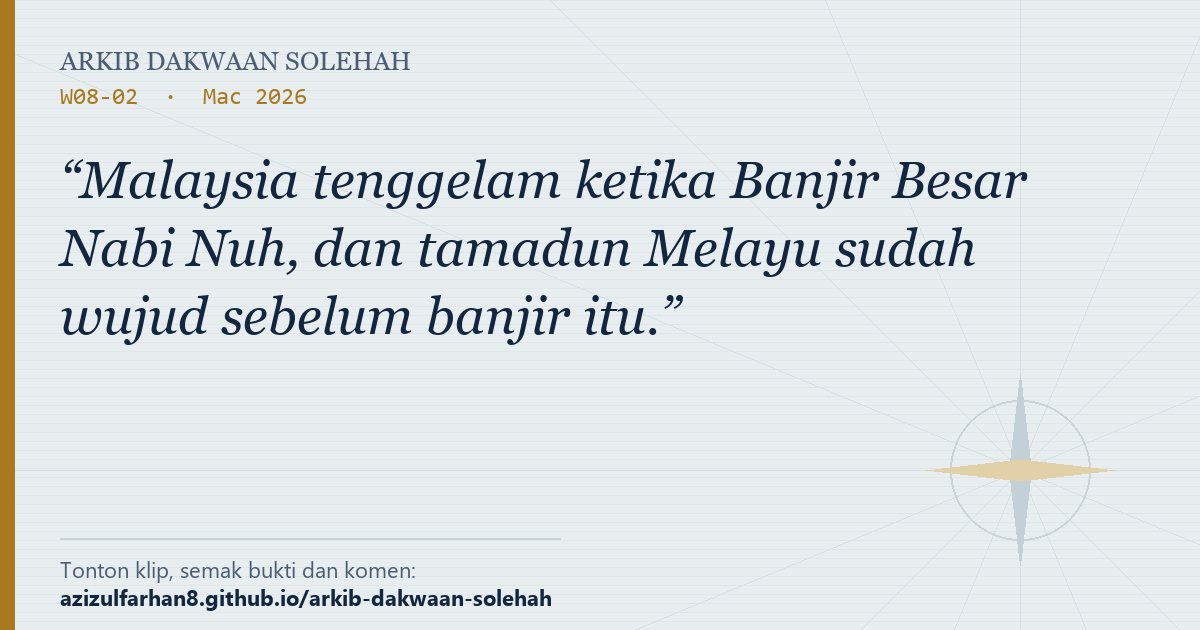 ARKIB DAKWAAN SOLEHAH
W08-02 · Mac 2026
“Malaysia tenggelam ketika Banjir Besar
Nabi Nuh, dan tamadun Melayu sudah
wujud sebelum banjir itu.”
Tonton klip, semak bukti dan komen:
azizulfarhan8.github.io/arkib-dakwaan-solehah